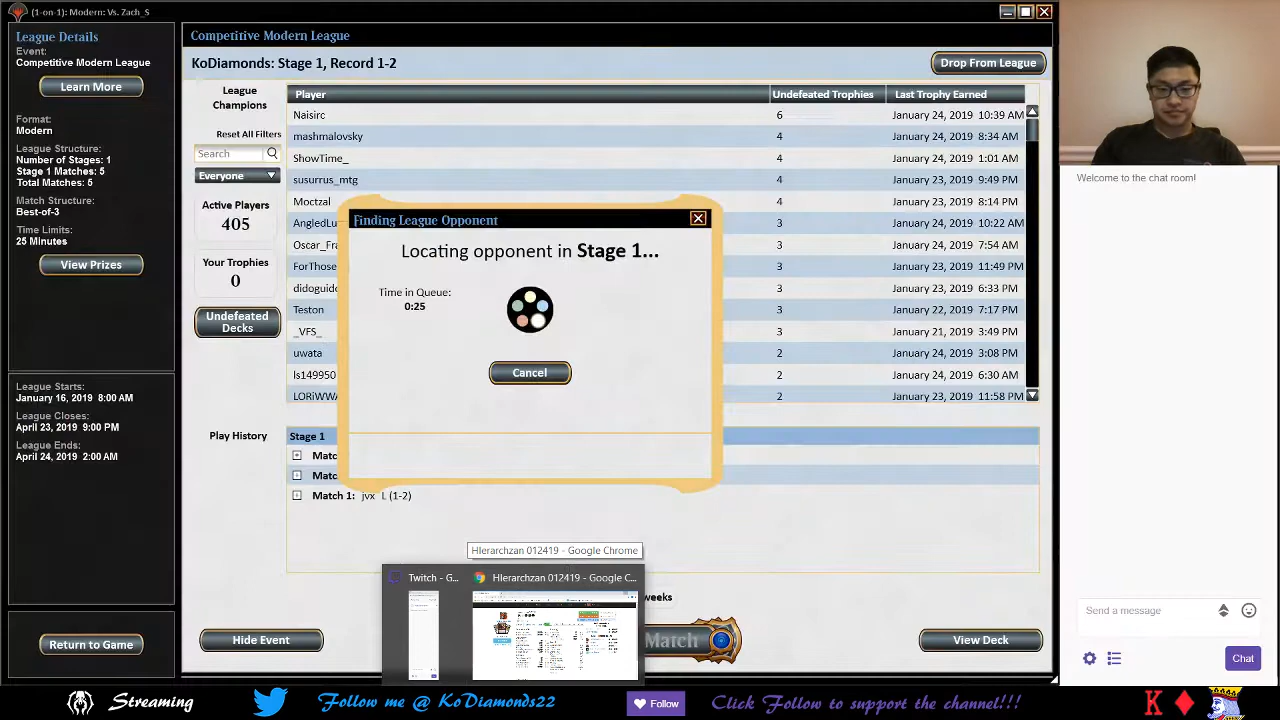 (1-on-1): Modern: Vs. Zach_S
League Details
Event:
Competitive Modern League
Learn More
Format:
Modern
League Structure:
Number of Stages: 1
Stage 1 Matches: 5
Total Matches: 5
Match Structure:
Best-of-3
Time Limits:
25 Minutes
View Prizes
League Starts:
January 16, 2019 8:00 AM
League Closes:
April 23, 2019 9:00 PM
League Ends:
April 24, 2019 2:00 AM
Return to Game
Competitive Modern League
KoDiamonds: Stage 1, Record 1-2
Drop From League
League Champions
Reset All Filters
Search
Everyone
Active Players
405
Your Trophies
0
Undefeated Decks
Player Undefeated Trophies Last Trophy Earned
Naisirc 6 January 24, 2019 10:39 AM
mashmalovsky 4 January 24, 2019 8:34 AM
ShowTime_ 4 January 24, 2019 1:01 AM
susurrus_mtg 4 January 23, 2019 9:49 PM
Moctzal 4 January 23, 2019 8:14 PM
AngledLu 3 January 24, 2019 10:22 AM
Oscar_Fra 3 January 24, 2019 7:54 AM
ForThose 3 January 23, 2019 11:49 PM
didoguido 3 January 23, 2019 6:33 PM
Teston 3 January 22, 2019 7:37 PM
_VFS_ 3 January 21, 2019 3:49 PM
uwata 2 January 24, 2019 3:08 PM
ls149950 2 January 24, 2019 6:30 AM
LORiWWA 2 January 23, 2019 11:58 PM
Finding League Opponent
Locating opponent in Stage 1...
Time in Queue:
0:25
Cancel
Play History
Stage 1
Matc
Matc
Match 1: jvx L (1-2)
HIerarchzan 012419 - Google Chrome
Twitch - G...
HIerarchzan 012419 - Google C...
weeks
Hide Event
Match
View Deck
Welcome to the chat room!
Send a message
Chat
Streaming
Follow me @ KoDiamonds22
Follow
Click Follow to support the channel!!!
K